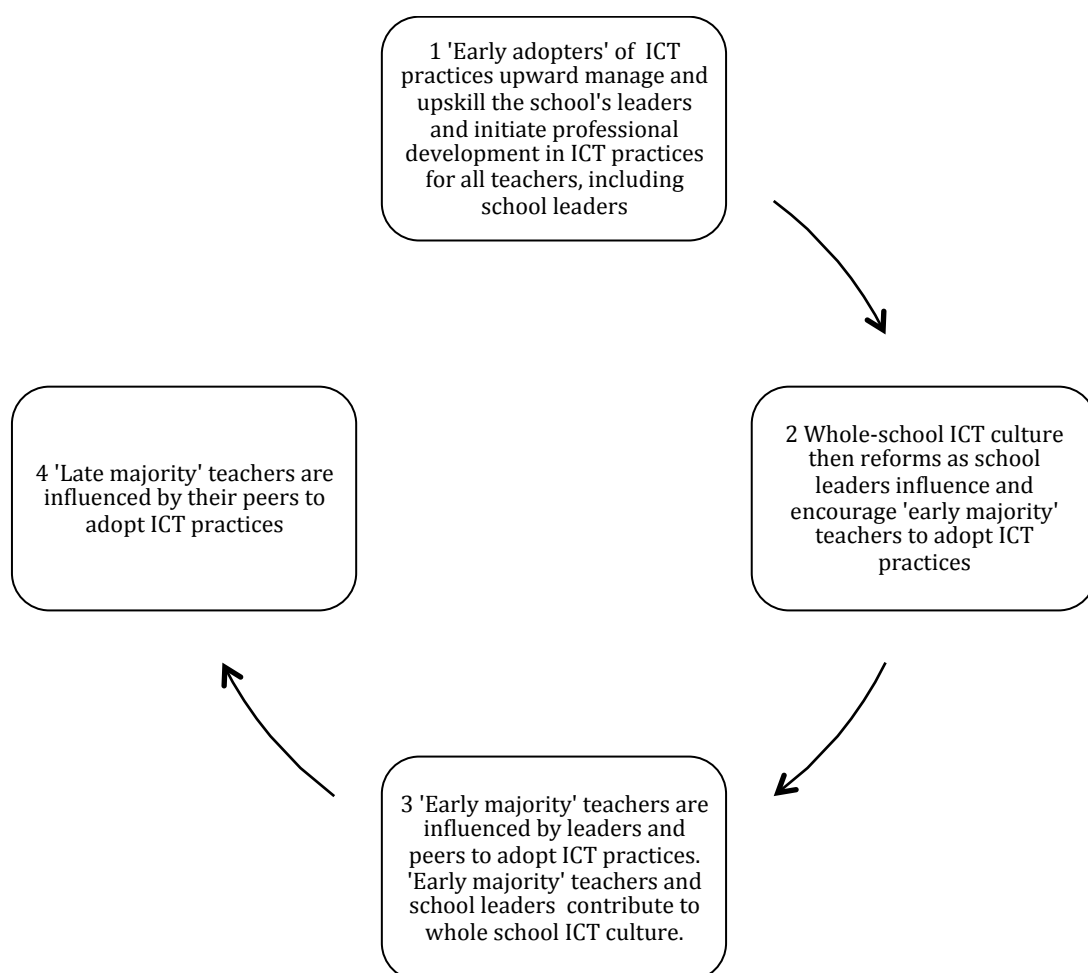 1 'Early adopters' of  ICT
practices upward manage and
upskill the school's leaders
and initiate professional
development in ICT practices
for all teachers, including
school leaders
2 Whole-school ICT culture
then reforms as school
leaders influence and
encourage 'early majority'
teachers to adopt ICT
practices
3 'Early majority' teachers are
influenced by leaders and
peers to adopt ICT practices.
'Early majority' teachers and
school leaders  contribute to
whole school ICT culture.
4 'Late majority' teachers are
influenced by their peers to
adopt ICT practices